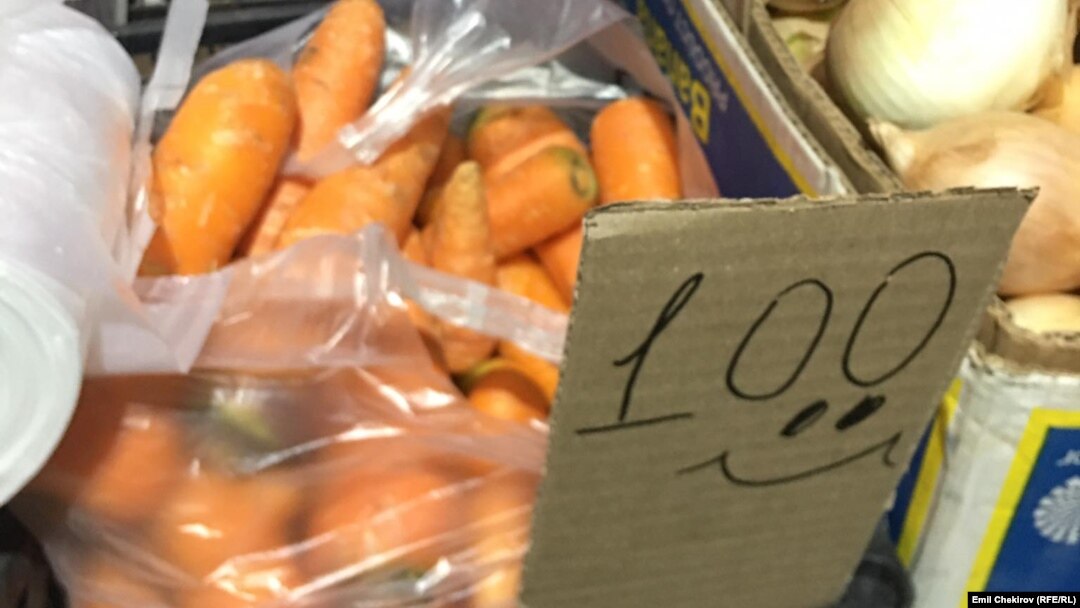 100
Emil Chekirov (RFE/RL)